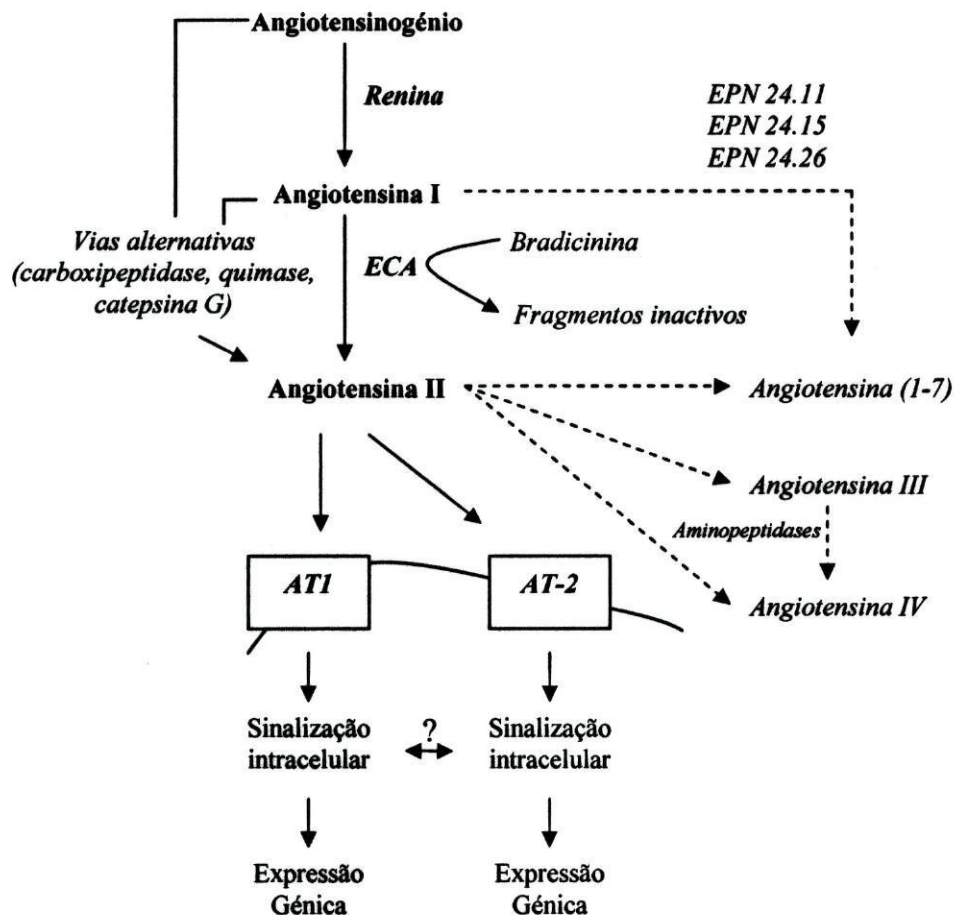 Angiotensinogénio
Renina
EPN 24.11
EPN 24.15
EPN 24.26
Angiotensina I
Vias alternativas
(carboxipeptidase, quimase,
catepsina G)
ECA
Bradicinina
Fragmentos inactivos
Angiotensina II
Angiotensina (1-7)
Angiotensina III
Aminopeptidases
Angiotensina IV
AT1
AT-2
Sinalização
intracelular
?
Sinalização
intracelular
Expressão
Génica
Expressão
Génica